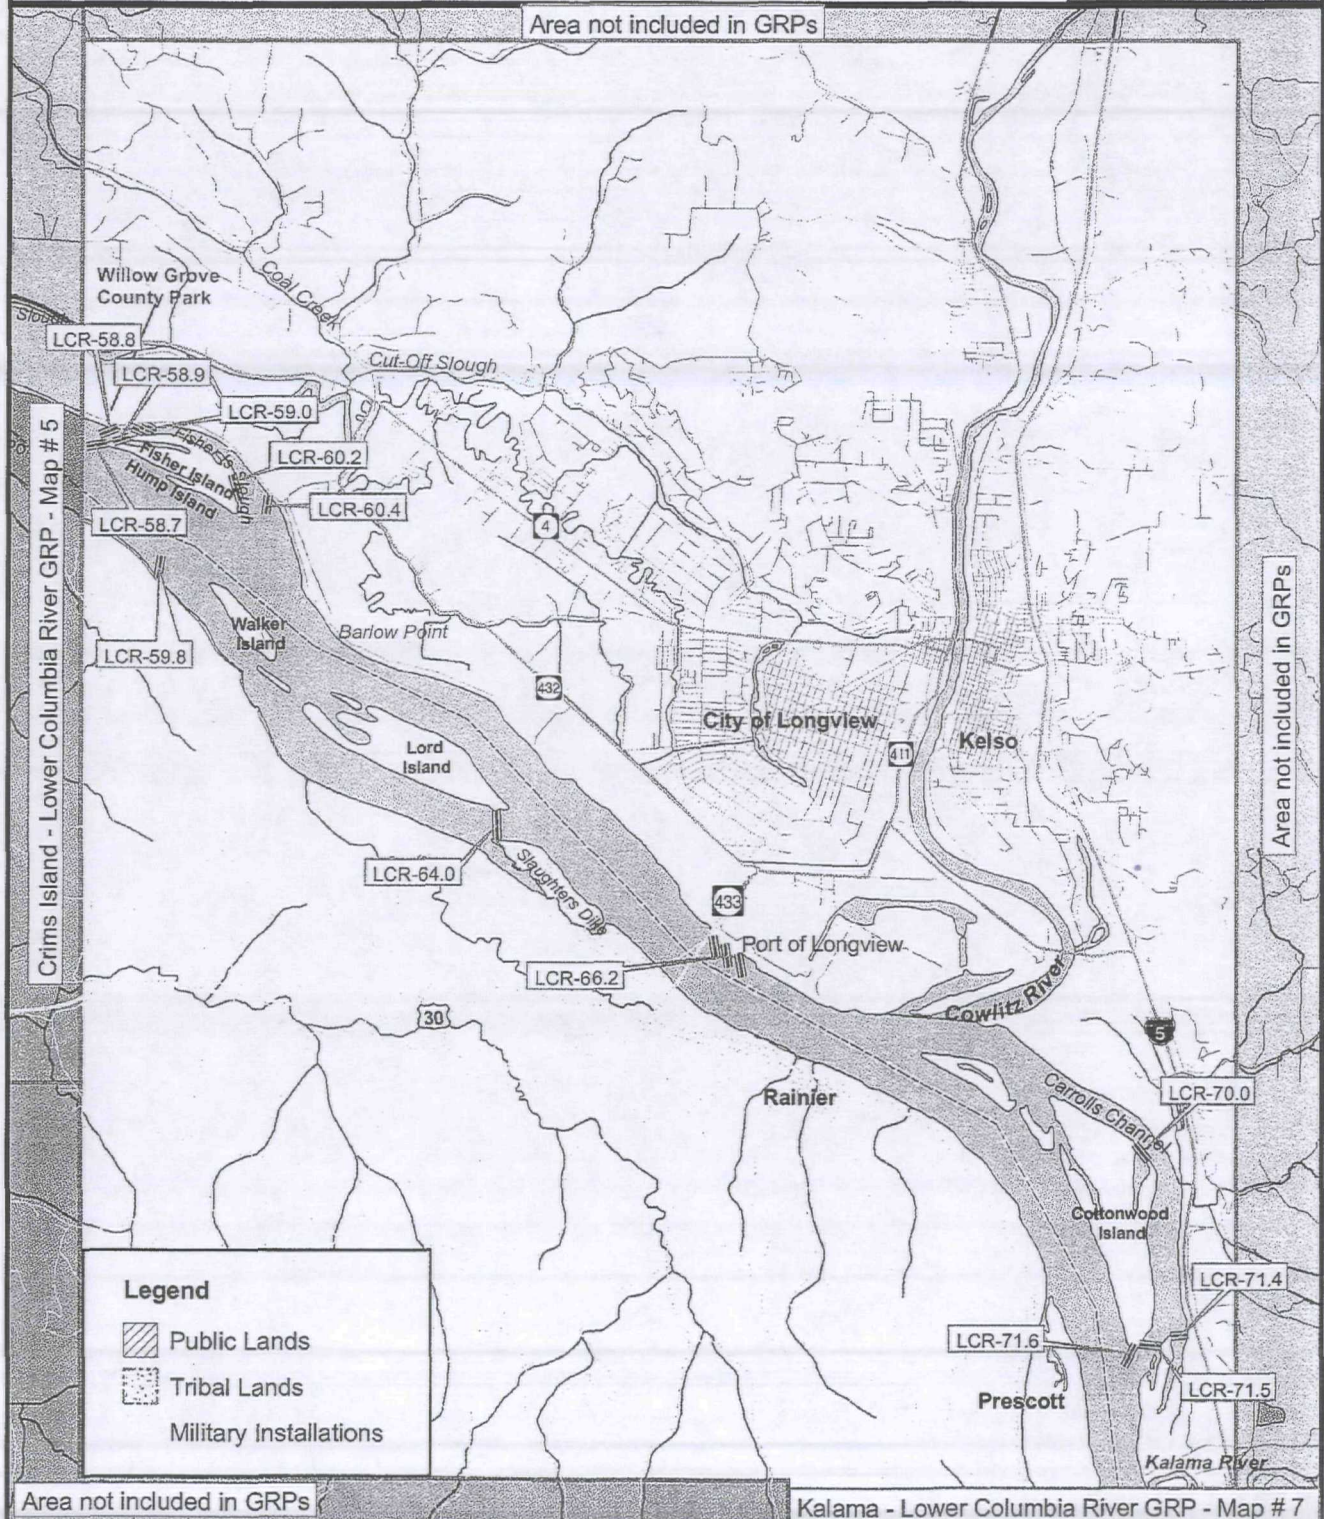 Area not included in GRPs
Willow Grove
County Park
Coal Creek
Slough
LCR-58.8
LCR-58.9
Cut-Off Slough
LCR-59.0
Fisher Island
Hump Island
LCR-60.2
LCR-60.4
LCR-58.7
4
Crims Island - Lower Columbia River GRP - Map # 5
Walker
Island
Barlow Point
LCR-59.8
432
City of Longview
411
Kelso
Lord
Island
Area not included in GRPs
LCR-64.0
Slaughters Dike
433
Port of Longview
LCR-66.2
Cowlitz River
30
5
Rainier
Carrolls Channel
LCR-70.0
Cottonwood
Island
LCR-71.4
LCR-71.6
LCR-71.5
Prescott
Kalama River
Legend
Public Lands
Tribal Lands
Military Installations
Area not included in GRPs
Kalama - Lower Columbia River GRP - Map # 7